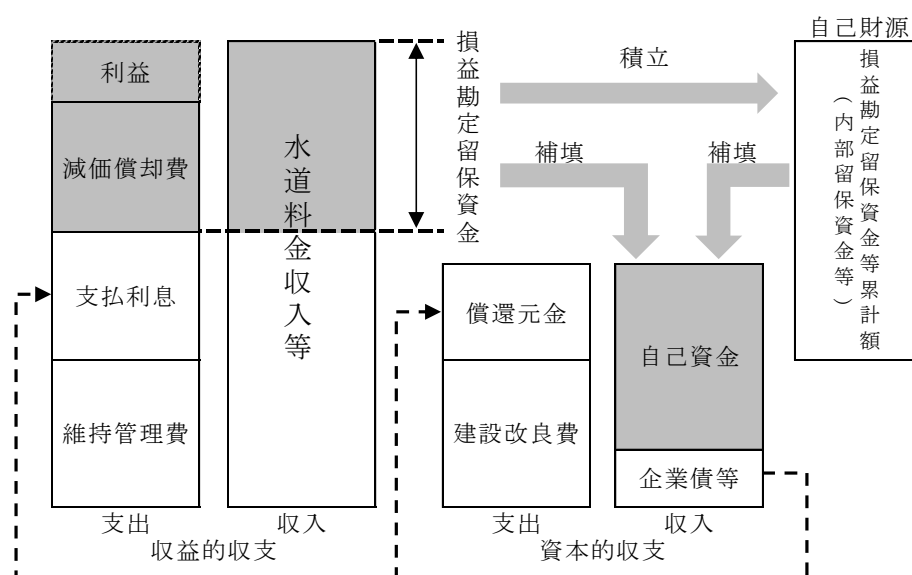 利益
減価償却費
支払利息
維持管理費
支出
水道料金収入等
収入
収益的収支
損益勘定留保資金
積立
補填
補填
自己財源
損益勘定留保資金等累計額
（内部留保資金等）
償還元金
建設改良費
支出
自己資金
企業債等
収入
資本的収支